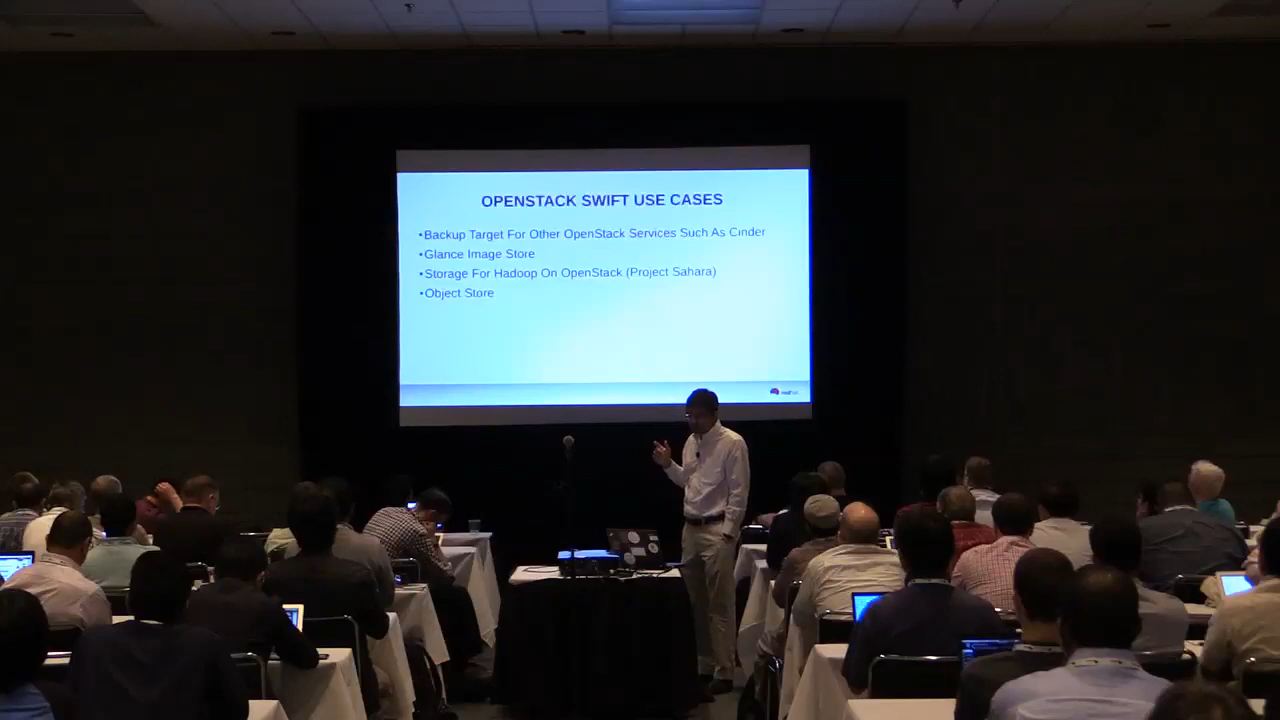 OPENSTACK SWIFT USE CASES
•Backup Target For Other OpenStack Services Such As Cinder
•Glance Image Store
•Storage For Hadoop On OpenStack (Project Sahara)
•Object Store
redhat